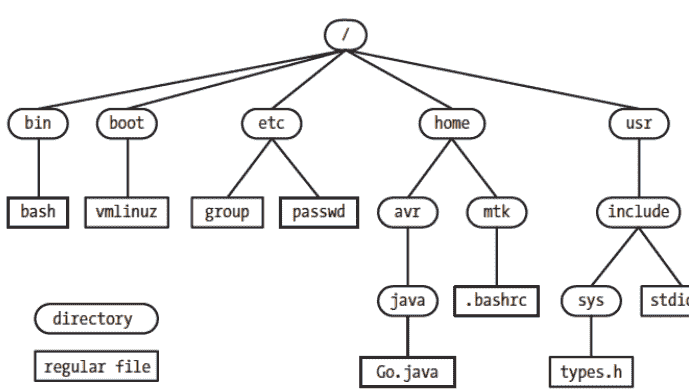 /
bin boot etc home usr
bash vmlinuz group passwd avr mtk include
java .bashrc sys
directory
regular file
Go.java types.h